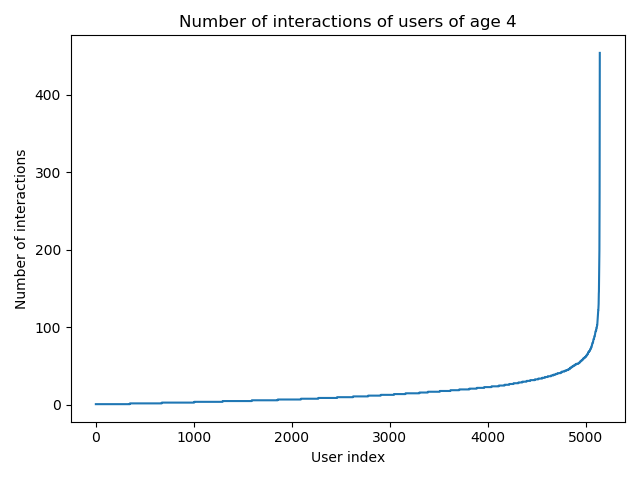 Number of interactions of users of age 4
Number of interactions
400
300
200
100
0
0 1000 2000 3000 4000 5000
User index